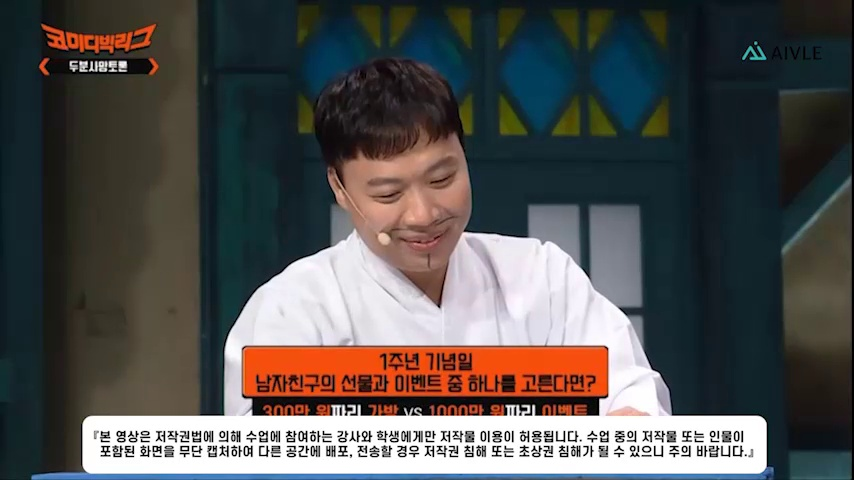 코미디빅리그
두분사망토론
AIVLE
1주년 기념일
남자친구의 선물과 이벤트 중 하나를 고른다면?
300만 원짜리 가방 vs 1000만 원짜리 이벤트
『본 영상은 저작권법에 의해 수업에 참여하는 강사와 학생에게만 저작물 이용이 허용됩니다. 수업 중의 저작물 또는 인물이
포함된 화면을 무단 캡처하여 다른 공간에 배포, 전송할 경우 저작권 침해 또는 초상권 침해가 될 수 있으니 주의 바랍니다.』